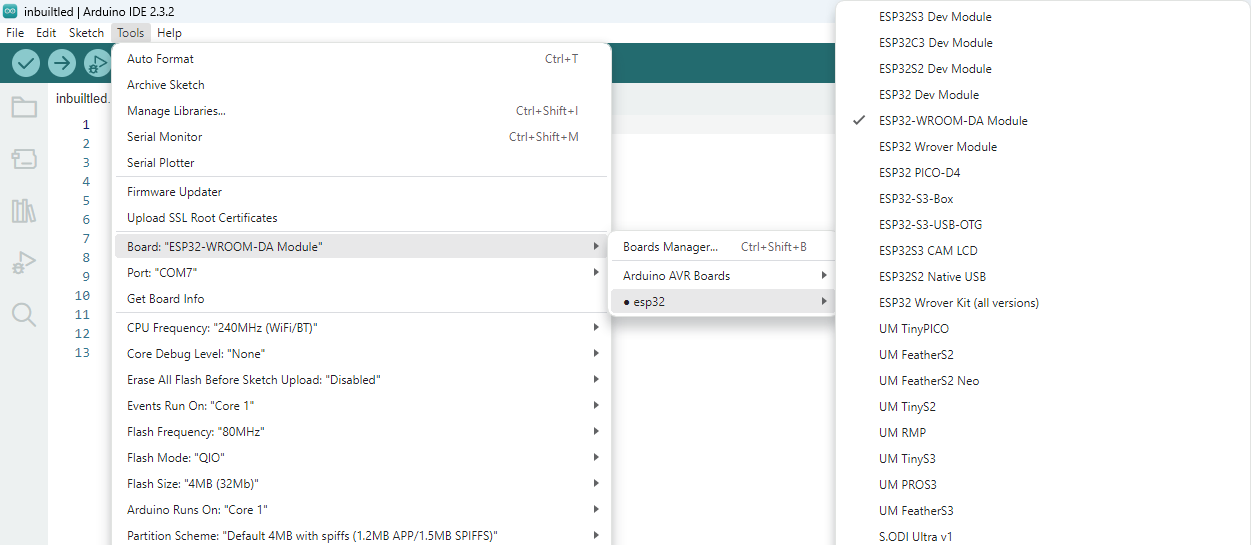 inbuiltled | Arduino IDE 2.3.2
File Edit Sketch Tools Help
inbuiltled.
1
2
3
4
5
6
7
8
9
10
11
12
13
Auto Format Ctrl+T
Archive Sketch
Manage Libraries... Ctrl+Shift+I
Serial Monitor Ctrl+Shift+M
Serial Plotter
Firmware Updater
Upload SSL Root Certificates
Board: "ESP32-WROOM-DA Module"
Port: "COM7"
Get Board Info
CPU Frequency: "240MHz (WiFi/BT)"
Core Debug Level: "None"
Erase All Flash Before Sketch Upload: "Disabled"
Events Run On: "Core 1"
Flash Frequency: "80MHz"
Flash Mode: "QIO"
Flash Size: "4MB (32Mb)"
Arduino Runs On: "Core 1"
Partition Scheme: "Default 4MB with spiffs (1.2MB APP/1.5MB SPIFFS)"
Boards Manager... Ctrl+Shift+B
Arduino AVR Boards
● esp32
ESP32S3 Dev Module
ESP32C3 Dev Module
ESP32S2 Dev Module
ESP32 Dev Module
✓ ESP32-WROOM-DA Module
ESP32 Wrover Module
ESP32 PICO-D4
ESP32-S3-Box
ESP32-S3-USB-OTG
ESP32S3 CAM LCD
ESP32S2 Native USB
ESP32 Wrover Kit (all versions)
UM TinyPICO
UM FeatherS2
UM FeatherS2 Neo
UM TinyS2
UM RMP
UM TinyS3
UM PROS3
UM FeatherS3
S.ODI Ultra v1